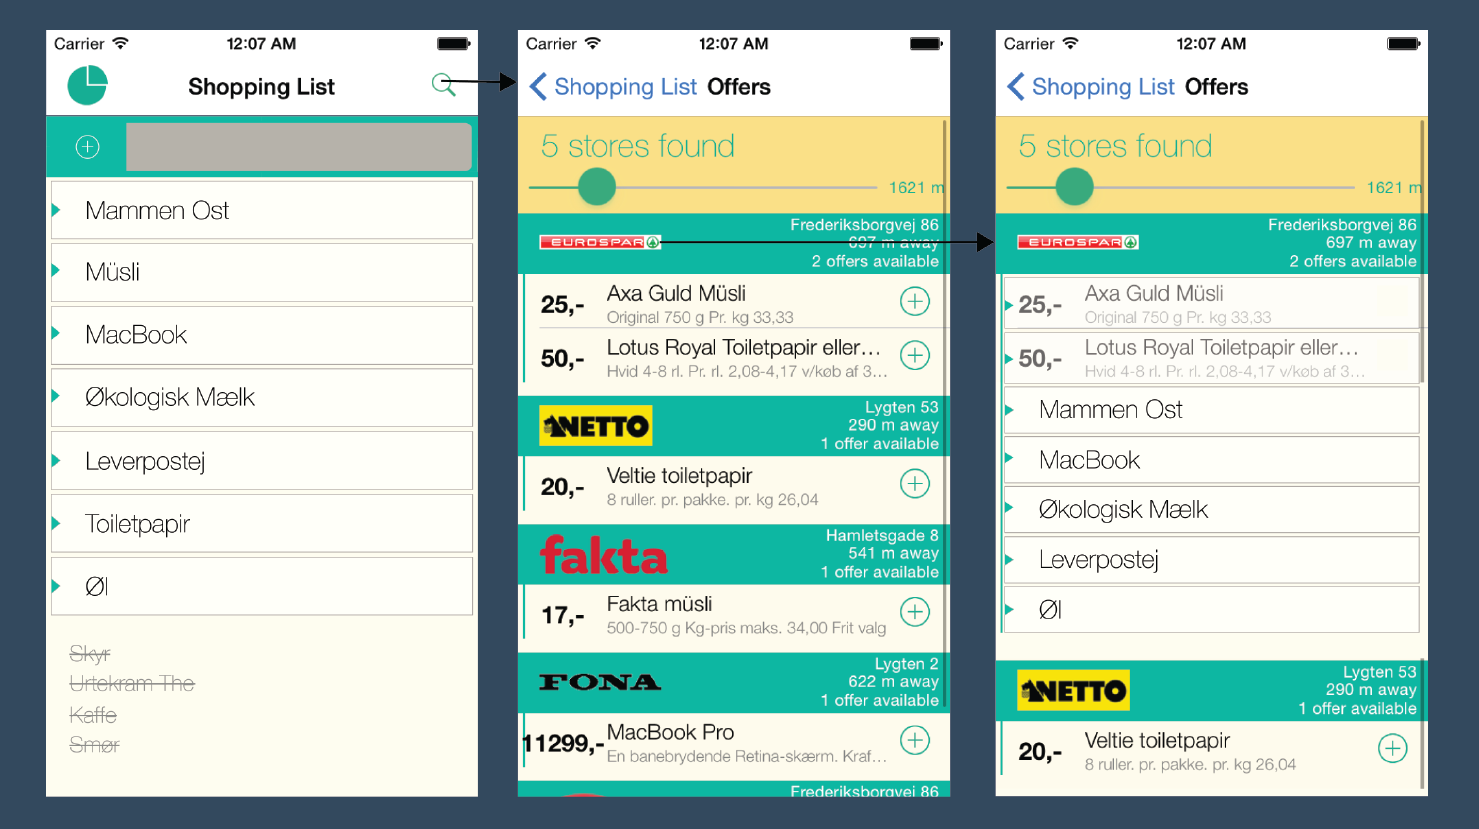 Carrier 12:07 AM
Shopping List
Mammen Ost
Müsli
MacBook
Økologisk Mælk
Leverpostej
Toiletpapir
Øl
Skyr
Urtekram The
Kaffe
Smør
Carrier 12:07 AM
Shopping List Offers
5 stores found
1621 m
EUROSPAR
Frederiksborgvej 86
697 m away
2 offers available
25,- Axa Guld Müsli
Original 750 g Pr. kg 33,33
50,- Lotus Royal Toiletpapir eller...
Hvid 4-8 rl. Pr. rl. 2,08-4,17 v/køb af 3...
NETTO
Lygten 53
290 m away
1 offer available
20,- Veltie toiletpapir
8 ruller. pr. pakke. pr. kg 26,04
fakta
Hamletsgade 8
541 m away
1 offer available
17,- Fakta müsli
500-750 g Kg-pris maks. 34,00 Frit valg
FONA
Lygten 2
622 m away
1 offer available
11299,- MacBook Pro
En banebrydende Retina-skærm. Kraf...
Frederiksborgvej 86
Carrier 12:07 AM
Shopping List Offers
5 stores found
1621 m
EUROSPAR
Frederiksborgvej 86
697 m away
2 offers available
25,- Axa Guld Müsli
Original 750 g Pr. kg 33,33
50,- Lotus Royal Toiletpapir eller...
Hvid 4-8 rl. Pr. rl. 2,08-4,17 v/køb af 3...
Mammen Ost
MacBook
Økologisk Mælk
Leverpostej
Øl
NETTO
Lygten 53
290 m away
1 offer available
20,- Veltie toiletpapir
8 ruller. pr. pakke. pr. kg 26,04